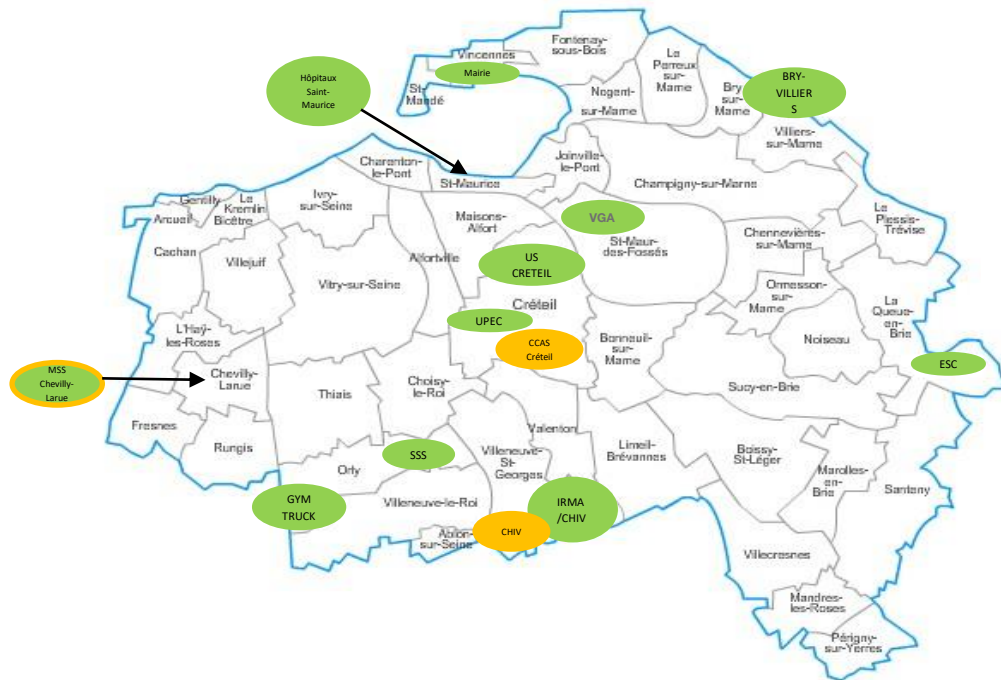 Fontenay-
sous-Bois
Vincennes
Mairie
St-
Mandé
Le
Perreux
sur-
Marne
Nogent-
sur-Marne
Bry-
sur-
Marne
BRY-
VILLIER
S
Villiers-
sur-Marne
Hôpitaux
Saint-
Maurice
Charenton-
le-Pont
St-Maurice
Joinville-
le-Pont
Champigny-sur-Marne
Le
Plessis-
Trévise
Gentilly
Arcueil
Le
Kremlin
Bicêtre
Ivry-
sur-Seine
Maisons-
Alfort
VGA
St-Maur-
des-Fossés
Chennevières-
sur-Marne
Cachan
Villejuif
Vitry-sur-Seine
Alfortville
US
CRETEIL
Créteil
Ormesson-
sur-
Marne
La
Queue-
en-Brie
L'Haÿ-
les-Roses
UPEC
CCAS
Créteil
Bonneuil-
sur-
Marne
Noiseau
ESC
MSS
Chevilly-
Larue
Chevilly-
Larue
Thiais
Choisy-
le-Roi
Sucy-en-Brie
Fresnes
Rungis
Orly
SSS
Valenton
Villeneuve-
St-
Georges
Limeil-
Brévannes
Boissy-
St-Léger
Marolles-
en-
Brie
Santeny
GYM
TRUCK
Villeneuve-le-Roi
IRMA
/CHIV
CHIV
Ablon-
sur-Seine
Villecresnes
Mandres-
les-Roses
Périgny-
sur-Yerres